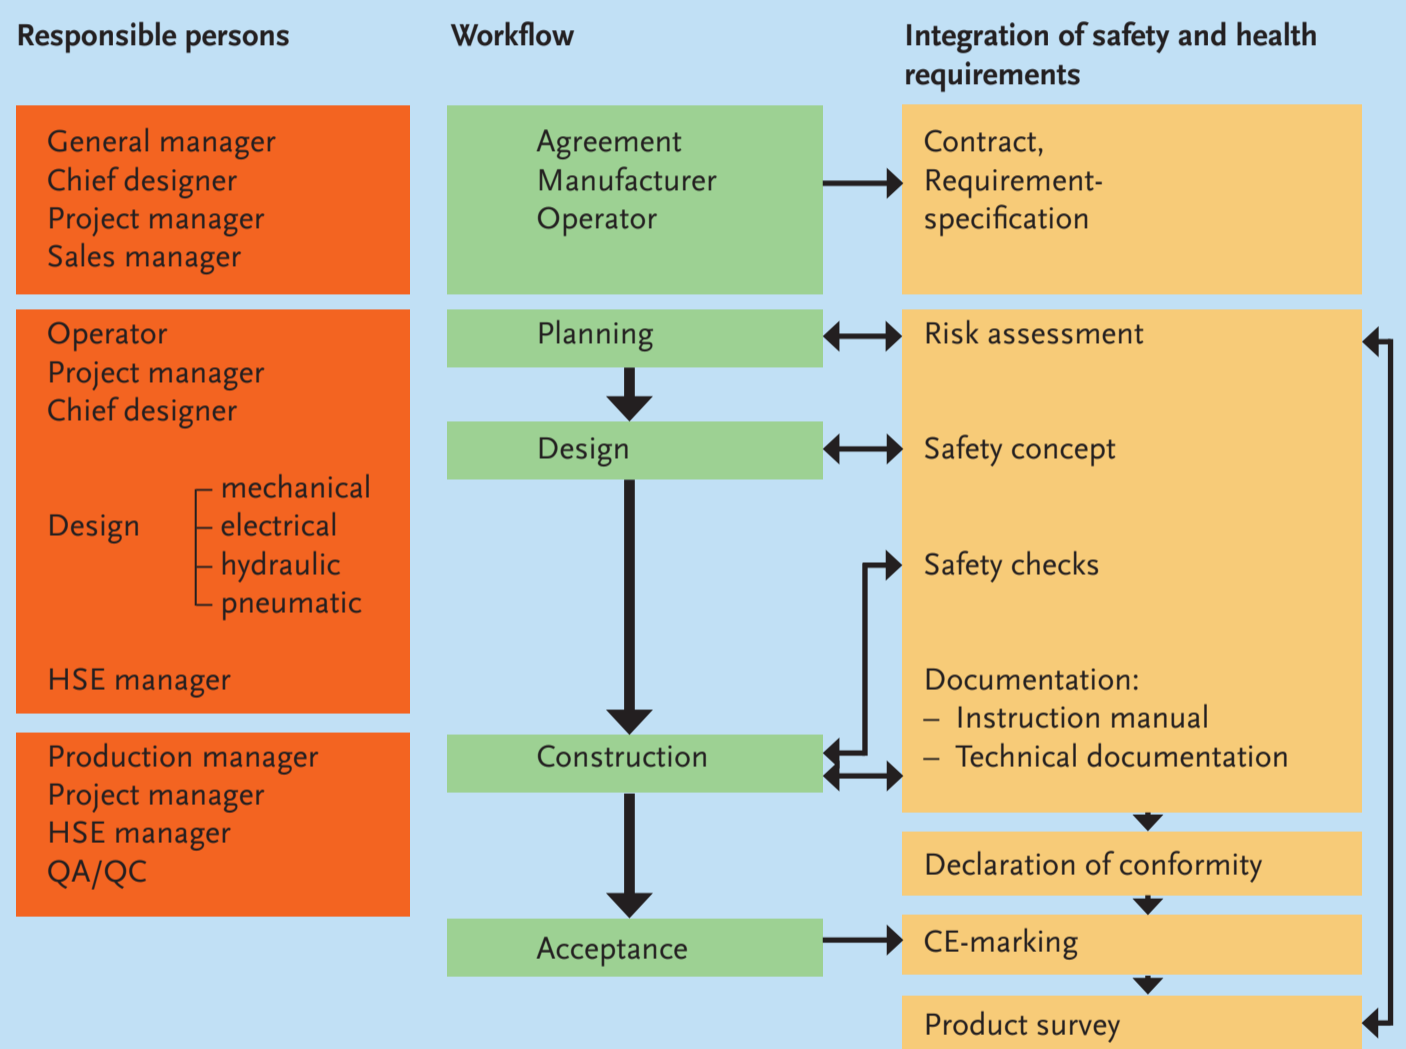 Responsible persons
Workflow
Integration of safety and health
requirements
General manager
Chief designer
Project manager
Sales manager
Agreement
Manufacturer
Operator
Contract,
Requirement-
specification
Operator
Project manager
Chief designer
Design
mechanical
electrical
hydraulic
pneumatic
HSE manager
Planning
Design
Risk assessment
Safety concept
Safety checks
Documentation:
– Instruction manual
– Technical documentation
Production manager
Project manager
HSE manager
QA/QC
Construction
Acceptance
Declaration of conformity
CE-marking
Product survey